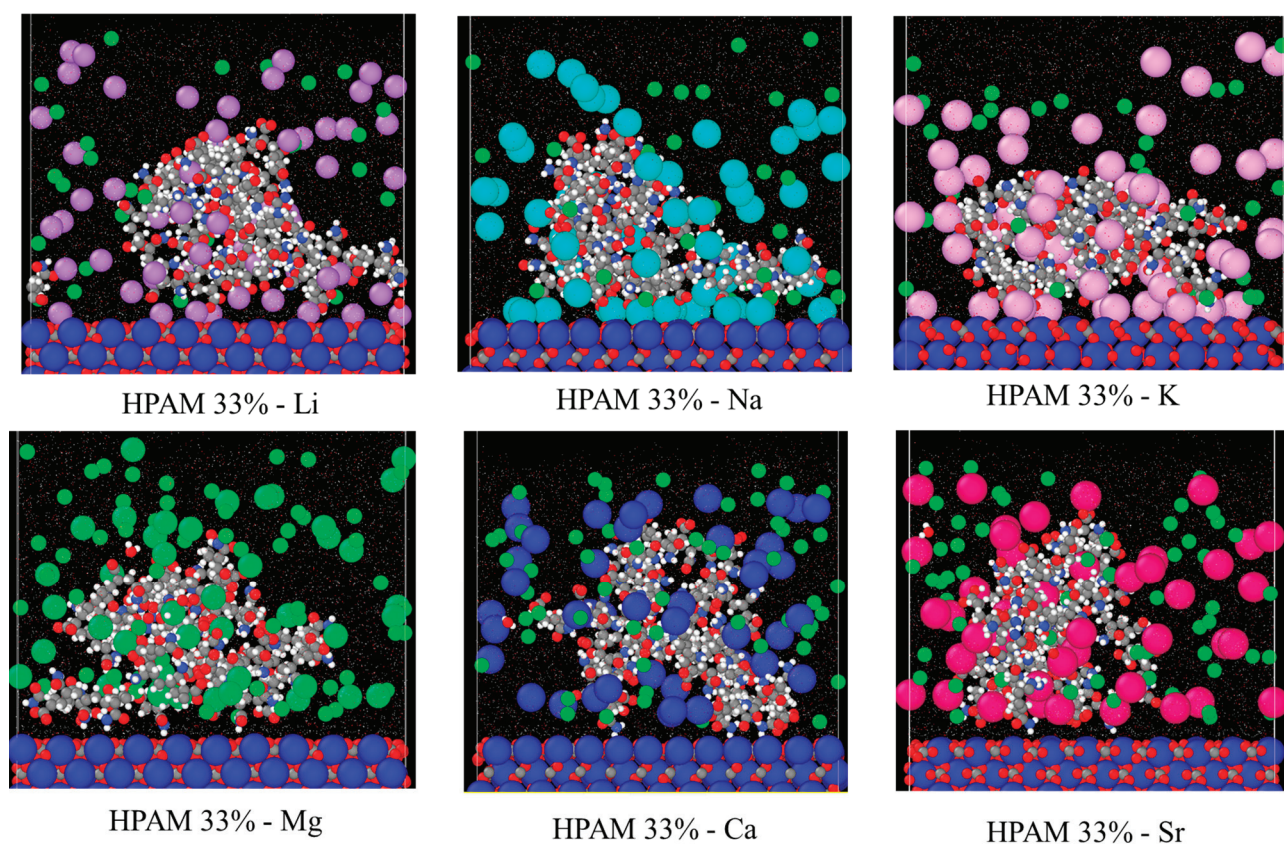 HPAM 33% - Li
HPAM 33% - Na
HPAM 33% - K
HPAM 33% - Mg
HPAM 33% - Ca
HPAM 33% - Sr